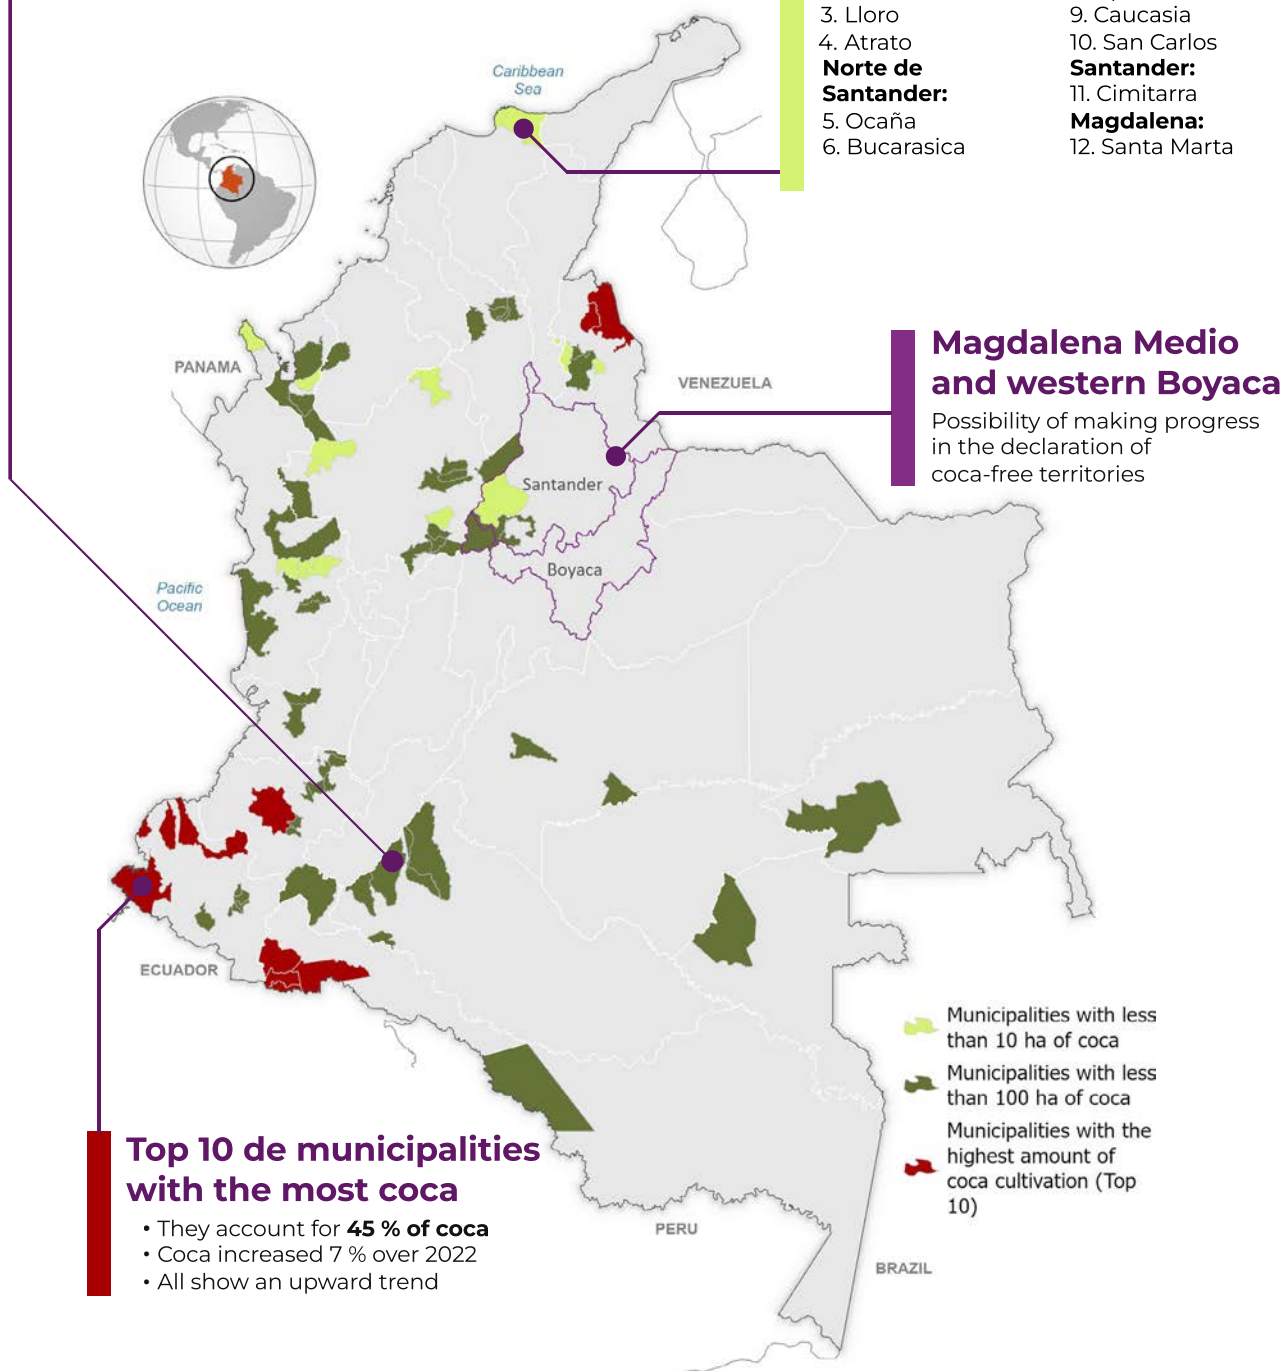 3. Lloro
4. Atrato
Norte de
Santander:
5. Ocaña
6. Bucarasica
9. Caucasia
10. San Carlos
Santander:
11. Cimitarra
Magdalena:
12. Santa Marta
Caribbean
Sea
PANAMA
VENEZUELA
Magdalena Medio
and western Boyaca
Possibility of making progress
in the declaration of
coca-free territories
Santander
Boyaca
Pacific
Ocean
ECUADOR
Municipalities with less
than 10 ha of coca
Municipalities with less
than 100 ha of coca
Municipalities with the
highest amount of
coca cultivation (Top
10)
Top 10 de municipalities
with the most coca
• They account for 45 % of coca
• Coca increased 7 % over 2022
• All show an upward trend
PERU
BRAZIL